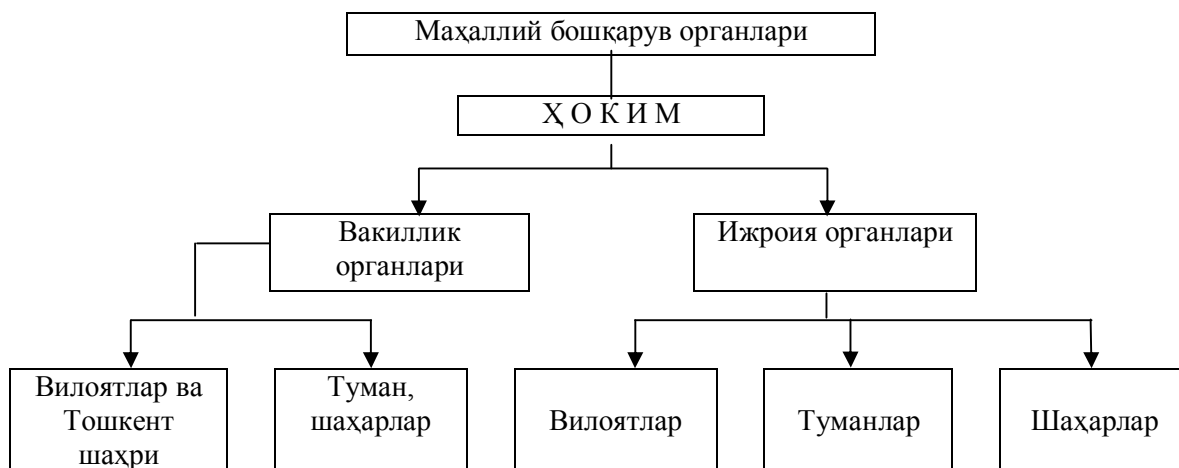 Маҳаллий бошқарув органлари
Ҳ О К И М
Вакиллик
органлари
Ижроия органлари
Вилоятлар ва
Тошкент
шаҳри
Туман,
шаҳарлар
Вилоятлар
Туманлар
Шаҳарлар